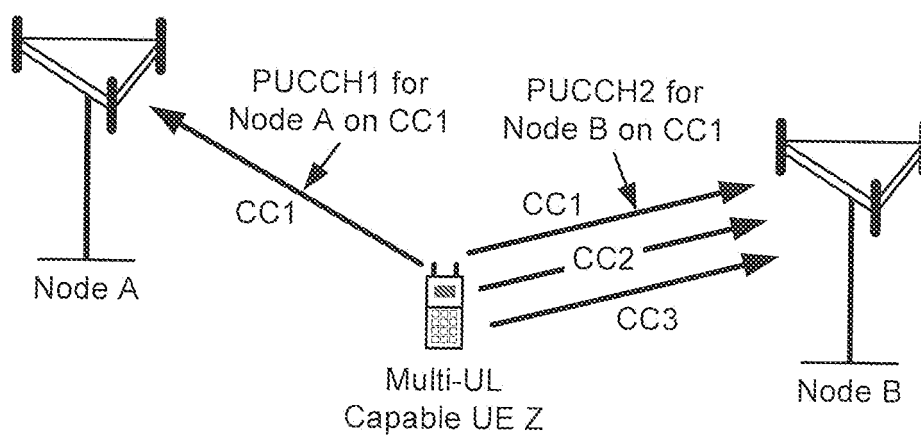 PUCCH1 for
Node A on CC1
PUCCH2 for
Node B on CC1
CC1
CC1
CC2
CC3
Node A
Multi-UL
Capable UE Z
Node B